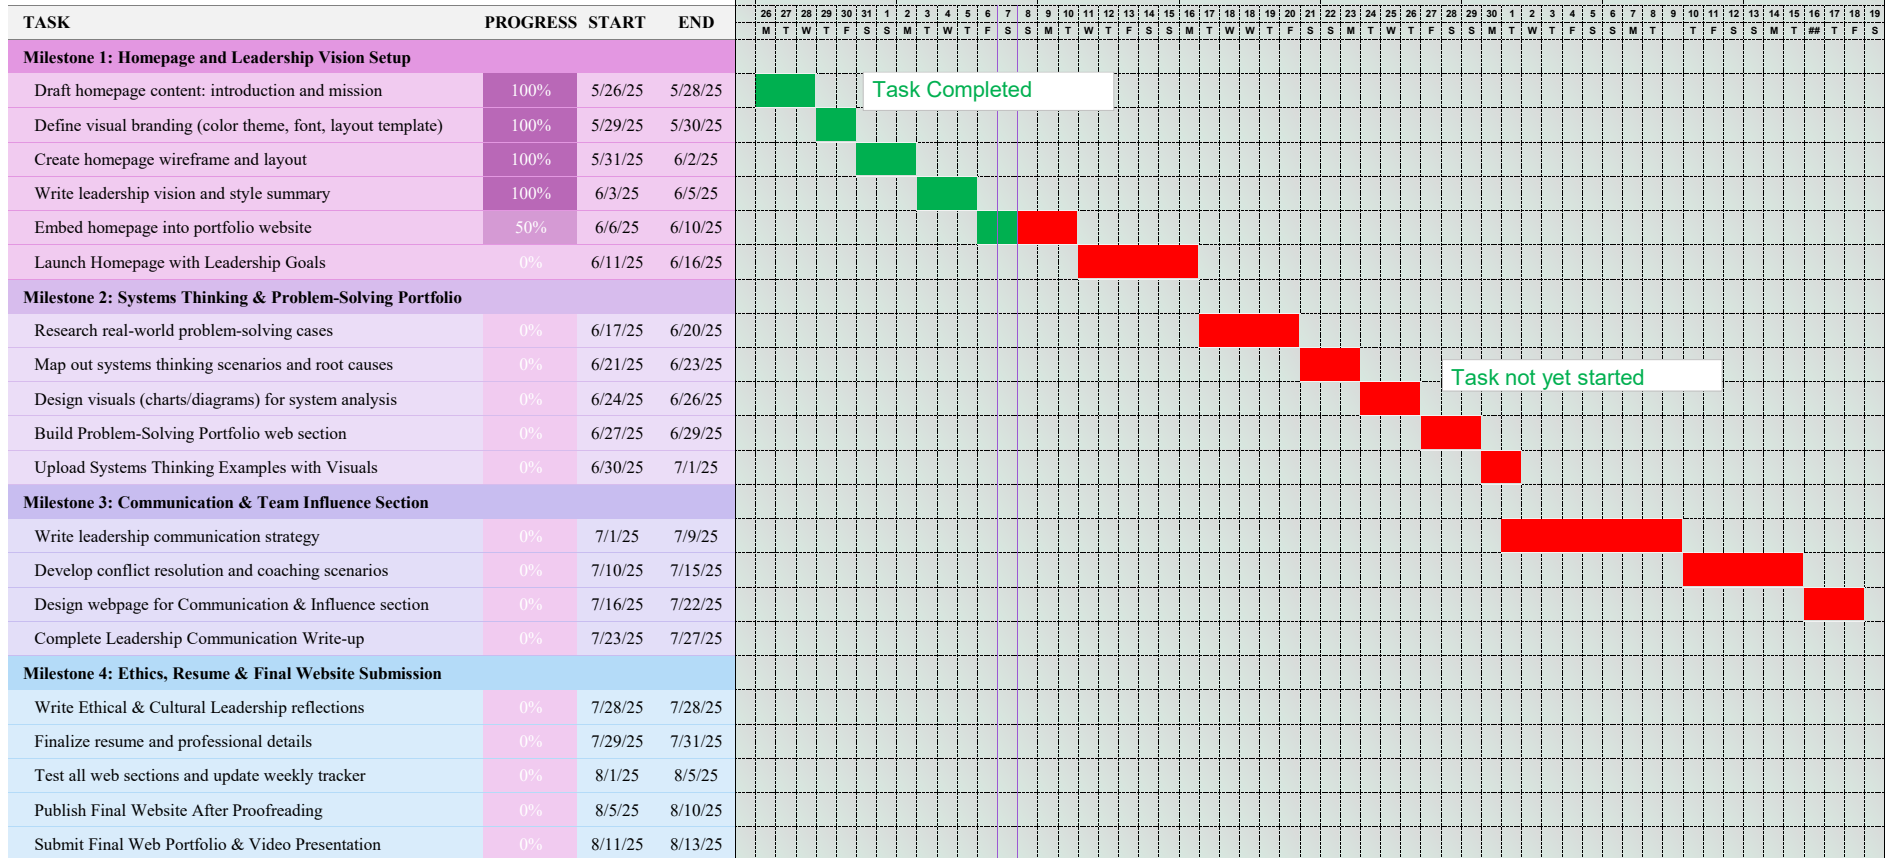 26 27 28 29 30 31 1 2 3 4 5 6 7 8 9 10 11 12 13 14 15 16 17 18 18 19 20 21 22 23 24 25 26 27 28 29 30 1 2 3 4 5 6 7 8 9 10 11 12 13 14 15 16 17 18 19
TASK PROGRESS START END
M T W T F S S M T W T F S S M T W T F S S M T W W T F S S M T W T F S S M T W T F S S M T T F S S M T ## T F S
Milestone 1: Homepage and Leadership Vision Setup
Draft homepage content: introduction and mission 100% 5/26/25 5/28/25
Task Completed
Define visual branding (color theme, font, layout template) 100% 5/29/25 5/30/25
Create homepage wireframe and layout 100% 5/31/25 6/2/25
Write leadership vision and style summary 100% 6/3/25 6/5/25
Embed homepage into portfolio website 50% 6/6/25 6/10/25
Launch Homepage with Leadership Goals 0% 6/11/25 6/16/25
Milestone 2: Systems Thinking & Problem-Solving Portfolio
Research real-world problem-solving cases 0% 6/17/25 6/20/25
Map out systems thinking scenarios and root causes 0% 6/21/25 6/23/25
Task not yet started
Design visuals (charts/diagrams) for system analysis 0% 6/24/25 6/26/25
Build Problem-Solving Portfolio web section 0% 6/27/25 6/29/25
Upload Systems Thinking Examples with Visuals 0% 6/30/25 7/1/25
Milestone 3: Communication & Team Influence Section
Write leadership communication strategy 0% 7/1/25 7/9/25
Develop conflict resolution and coaching scenarios 0% 7/10/25 7/15/25
Design webpage for Communication & Influence section 0% 7/16/25 7/22/25
Complete Leadership Communication Write-up 0% 7/23/25 7/27/25
Milestone 4: Ethics, Resume & Final Website Submission
Write Ethical & Cultural Leadership reflections 0% 7/28/25 7/28/25
Finalize resume and professional details 0% 7/29/25 7/31/25
Test all web sections and update weekly tracker 0% 8/1/25 8/5/25
Publish Final Website After Proofreading 0% 8/5/25 8/10/25
Submit Final Web Portfolio & Video Presentation 0% 8/11/25 8/13/25